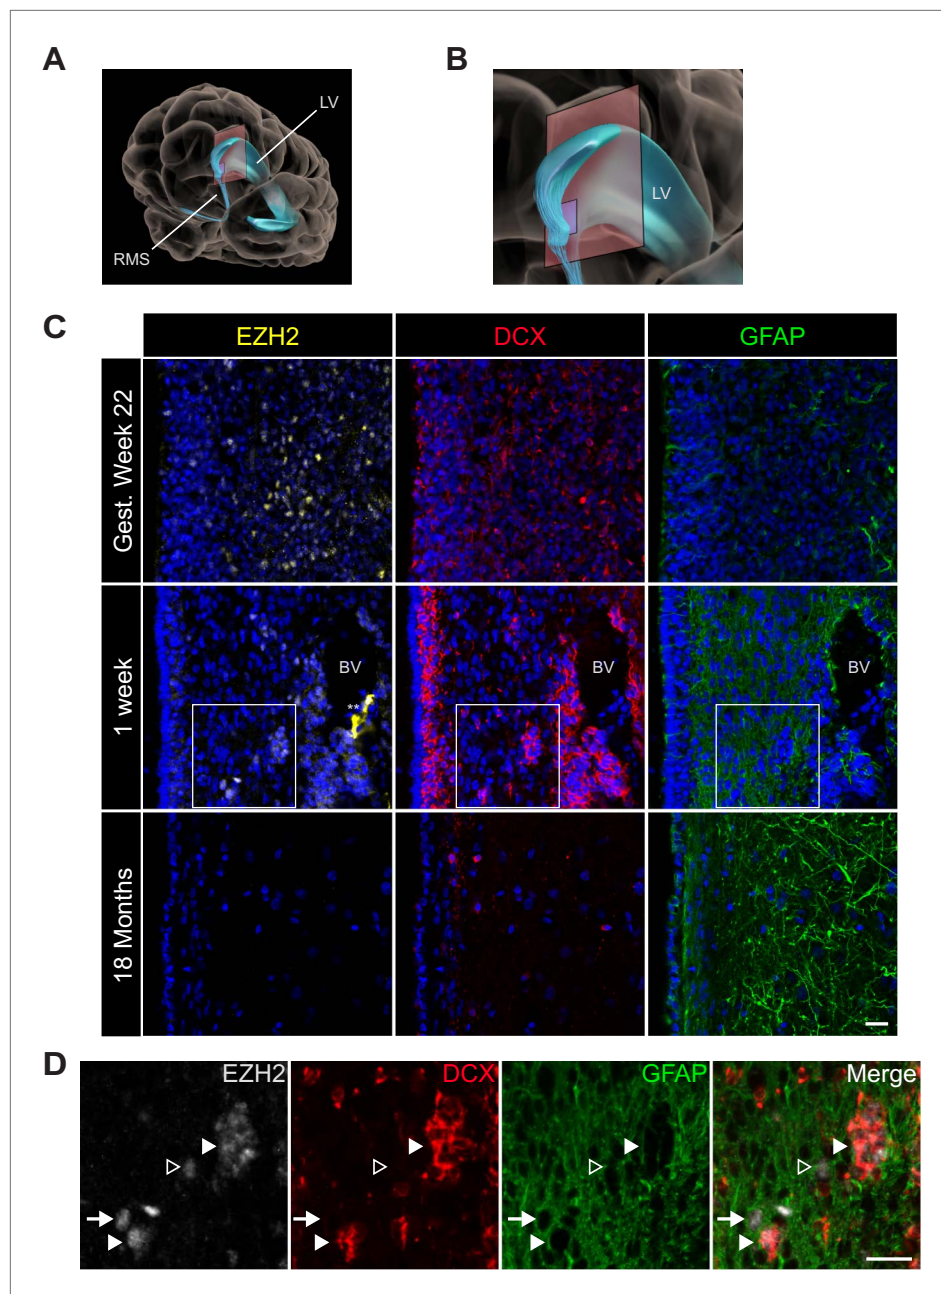 A
B
LV
RMS
LV
C
EZH2
DCX
GFAP
Gest. Week 22
1 week
BV
**
BV
BV
18 Months
D
EZH2
DCX
GFAP
Merge